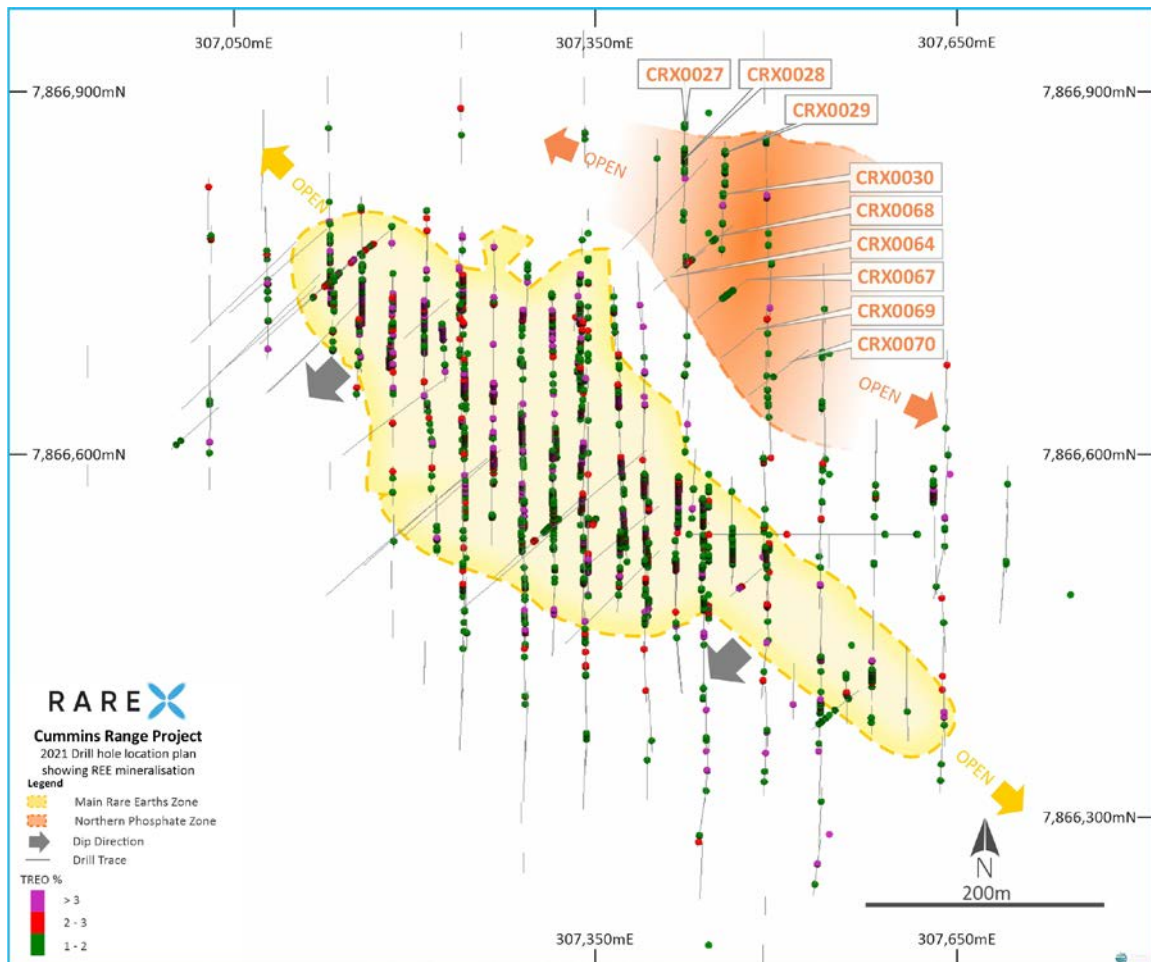 307,050mE
307,350mE
307,650mE
7,866,900mN
7,866,900mN
CRX0027
CRX0028
CRX0029
OPEN
OPEN
CRX0030
CRX0068
CRX0064
CRX0067
CRX0069
CRX0070
OPEN
7,866,600mN
7,866,600mN
RAREX
Cummins Range Project
2021 Drill hole location plan
showing REE mineralisation
Legend
Main Rare Earths Zone
Northern Phosphate Zone
Dip Direction
Drill Trace
TREO %
> 3
2 - 3
1 - 2
OPEN
7,866,300mN
N
200m
307,350mE
307,650mE